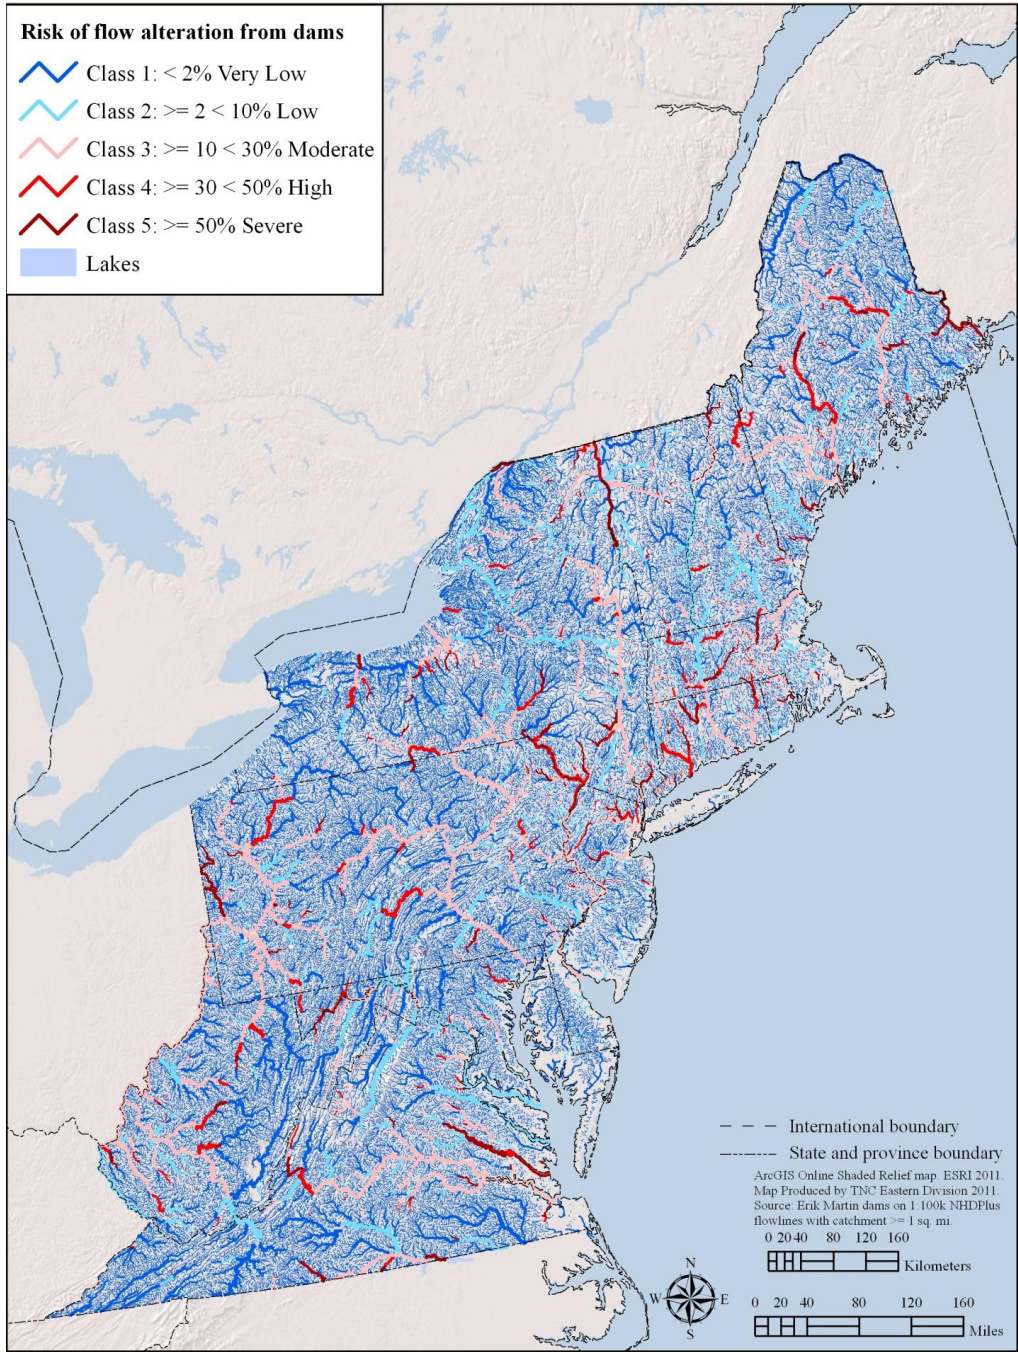 Risk of flow alteration from dams
Class 1: < 2% Very Low
Class 2: >= 2 < 10% Low
Class 3: >= 10 < 30% Moderate
Class 4: >= 30 < 50% High
Class 5: >= 50% Severe
Lakes
International boundary
State and province boundary
ArcGIS Online Shaded Relief map. ESRI 2011.
Map Produced by TNC Eastern Division 2011.
Source: Erik Martin dams on 1:100k NHDPlus
flowlines with catchment >= 1 sq. mi.
0 20 40 80 120 160
Kilometers
N
W E
S
0 20 40 80 120 160
Miles